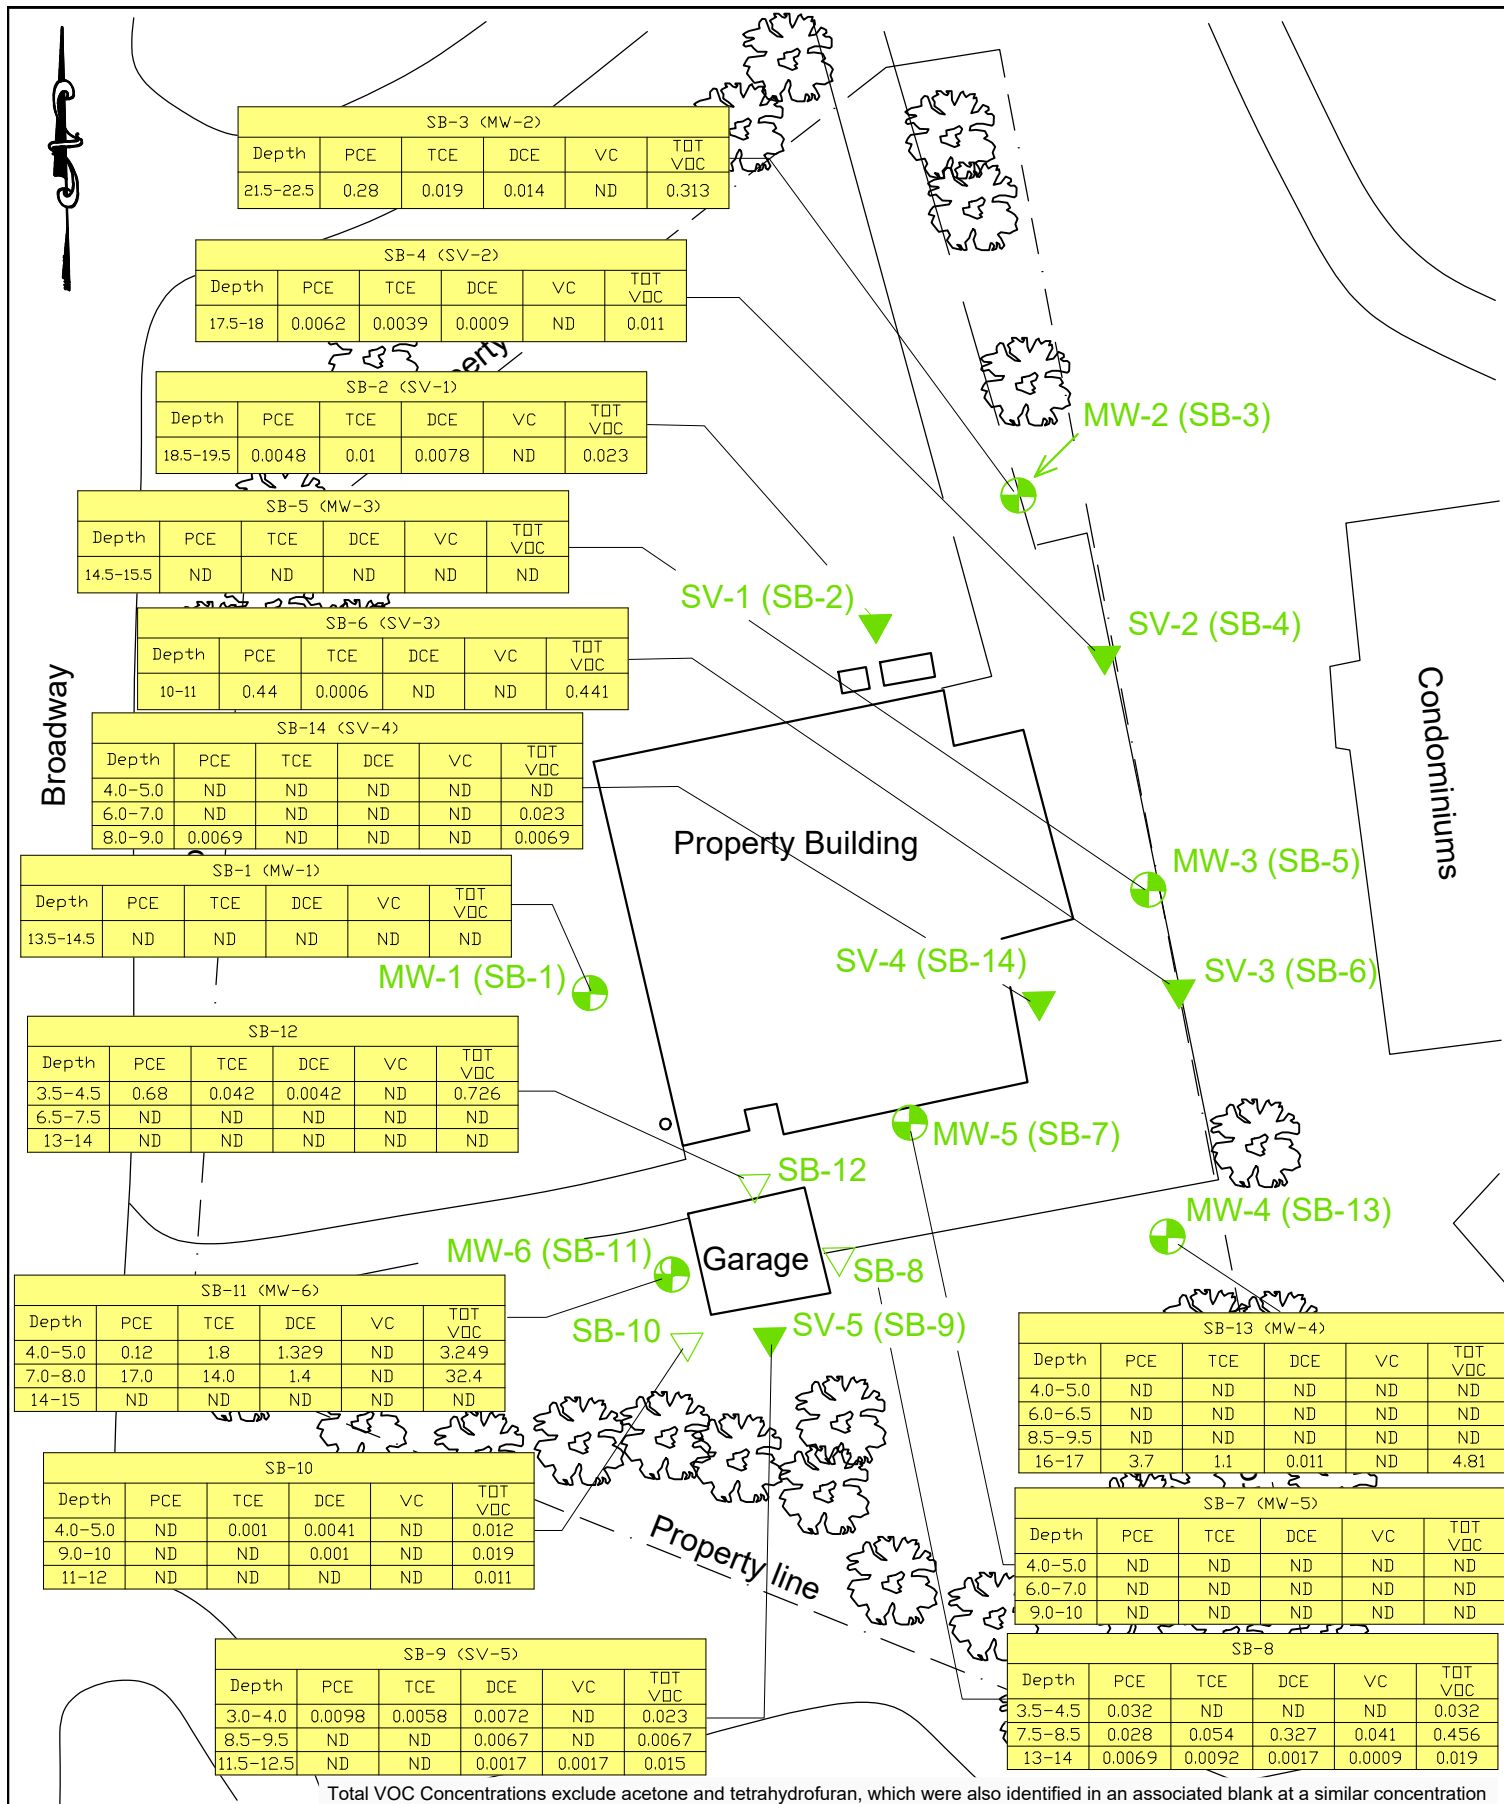 SB-3 (MW-2)
Depth PCE TCE DCE VC TOT VOC
21.5-22.5 0.28 0.019 0.014 ND 0.313
SB-4 (SV-2)
Depth PCE TCE DCE VC TOT VOC
17.5-18 0.0062 0.0039 0.0009 ND 0.011
erty
SB-2 (SV-1)
Depth PCE TCE DCE VC TOT VOC
18.5-19.5 0.0048 0.01 0.0078 ND 0.023
MW-2 (SB-3)
SB-5 (MW-3)
Depth PCE TCE DCE VC TOT VOC
14.5-15.5 ND ND ND ND ND
SV-1 (SB-2)
SV-2 (SB-4)
SB-6 (SV-3)
Depth PCE TCE DCE VC TOT VOC
10-11 0.44 0.0006 ND ND 0.441
Broadway
Condominiums
SB-14 (SV-4)
Depth PCE TCE DCE VC TOT VOC
4.0-5.0 ND ND ND ND ND
6.0-7.0 ND ND ND ND 0.023
8.0-9.0 0.0069 ND ND ND 0.0069
Property Building
MW-3 (SB-5)
SB-1 (MW-1)
Depth PCE TCE DCE VC TOT VOC
13.5-14.5 ND ND ND ND ND
MW-1 (SB-1)
SV-4 (SB-14)
SV-3 (SB-6)
SB-12
Depth PCE TCE DCE VC TOT VOC
3.5-4.5 0.68 0.042 0.0042 ND 0.726
6.5-7.5 ND ND ND ND ND
13-14 ND ND ND ND ND
MW-5 (SB-7)
SB-12
MW-4 (SB-13)
MW-6 (SB-11)
Garage
SB-8
SB-11 (MW-6)
Depth PCE TCE DCE VC TOT VOC
4.0-5.0 0.12 1.8 1.329 ND 3.249
7.0-8.0 17.0 14.0 1.4 ND 32.4
14-15 ND ND ND ND ND
SB-10
SV-5 (SB-9)
SB-13 (MW-4)
Depth PCE TCE DCE VC TOT VOC
4.0-5.0 ND ND ND ND ND
6.0-6.5 ND ND ND ND ND
8.5-9.5 ND ND ND ND ND
16-17 3.7 1.1 0.011 ND 4.81
SB-10
Depth PCE TCE DCE VC TOT VOC
4.0-5.0 ND 0.001 0.0041 ND 0.012
9.0-10 ND ND 0.001 ND 0.019
11-12 ND ND ND ND 0.011
Property line
SB-7 (MW-5)
Depth PCE TCE DCE VC TOT VOC
4.0-5.0 ND ND ND ND ND
6.0-7.0 ND ND ND ND ND
9.0-10 ND ND ND ND ND
SB-9 (SV-5)
Depth PCE TCE DCE VC TOT VOC
3.0-4.0 0.0098 0.0058 0.0072 ND 0.023
8.5-9.5 ND ND 0.0067 ND 0.0067
11.5-12.5 ND ND 0.0017 0.0017 0.015
SB-8
Depth PCE TCE DCE VC TOT VOC
3.5-4.5 0.032 ND ND ND 0.032
7.5-8.5 0.028 0.054 0.327 0.041 0.456
13-14 0.0069 0.0092 0.0017 0.0009 0.019
Total VOC Concentrations exclude acetone and tetrahydrofuran, which were also identified in an associated blank at a similar concentration